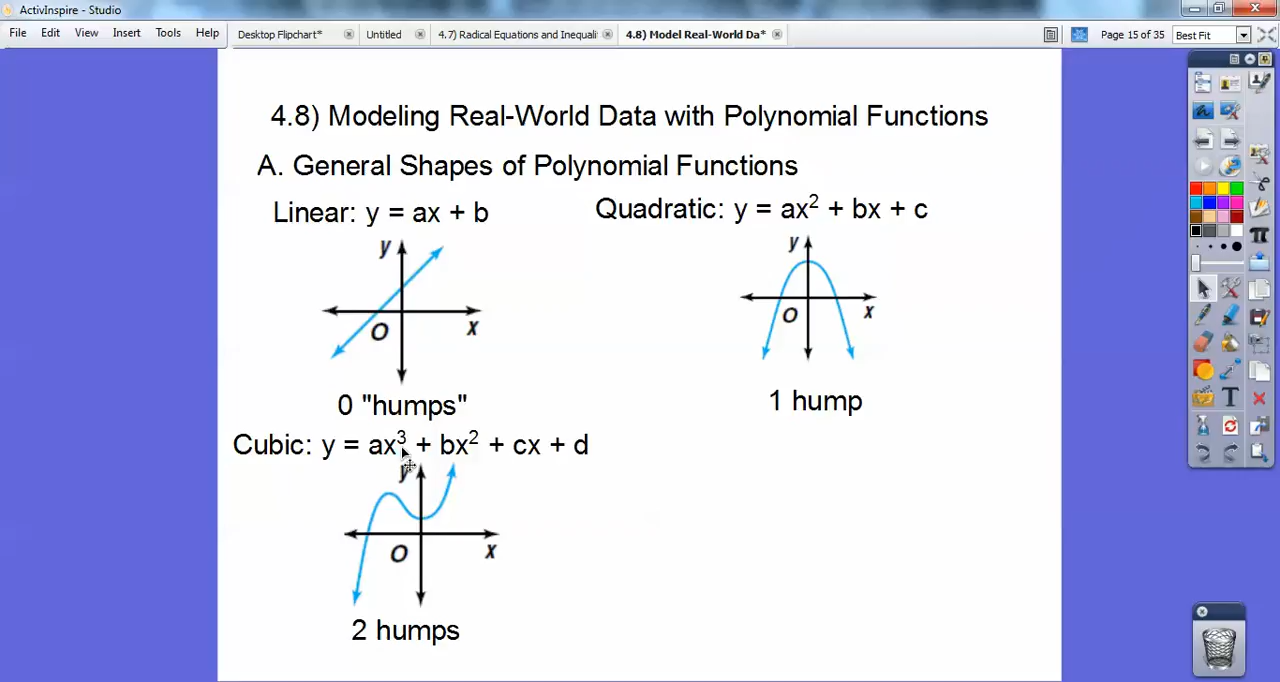 ActivInspire - Studio
File Edit View Insert Tools Help
Desktop Flipchart* Untitled 4.7) Radical Equations and Inequali 4.8) Model Real-World Da* Page 15 of 35 Best Fit
4.8) Modeling Real-World Data with Polynomial Functions
A. General Shapes of Polynomial Functions
Linear: y = ax + b
y
O
x
0 "humps"
Quadratic: y = ax² + bx + c
y
O
x
1 hump
Cubic: y = ax³ + bx² + cx + d
y
O
x
2 humps